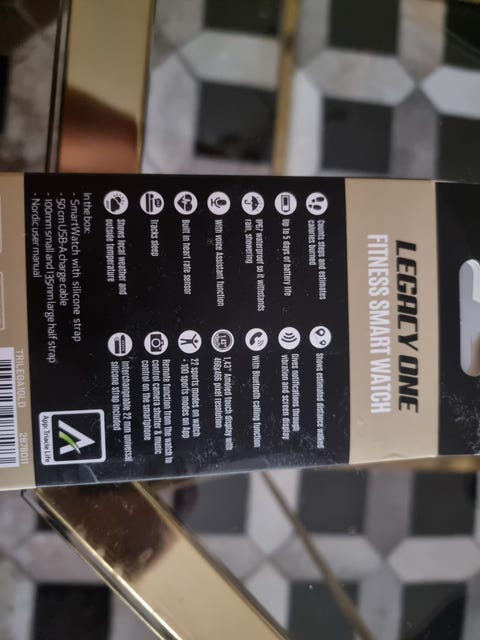 LEGACY ONE
FITNESS SMART WATCH
Counts steps and estimates
calories burned
Up to 5 days of battery life
IP67 waterproof so it withstands
rain, showering
With voice Assistant function
Built in heart rate sensor
Tracks sleep
Shows local weather and
outside temperature
Shows estimated distance walked
Gives notifications through
vibration and screen display
With Bluetooth calling function
1,43" Amoled touch display with
466x466 pixel resolution
22 sports modes on watch
+ 100 sports modes on App
Remote function from the watch to
control camera shutter & music
control on the smartphone
Interchangeable 22 mm universal
silicone strap included
In the box:
- SmartWatch with silicone strap
- 50 cm USB-A charge cable
- 100mm small and 135mm large half strap
- Nordic user manual
App: Triacle Life
TRLEGA1GLD
2878011